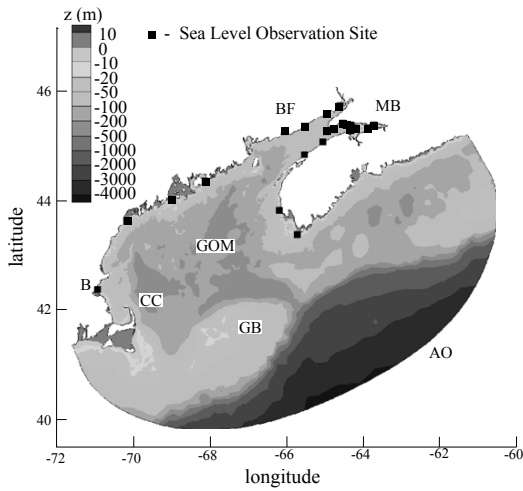 z (m)
10
0
-10
-20
-50
-100
-200
-500
-1000
-2000
-3000
-4000
■ - Sea Level Observation Site
46
44
42
40
latitude
BF
MB
GOM
B
CC
GB
AO
-72
-70
-68
-66
-64
-62
-60
longitude